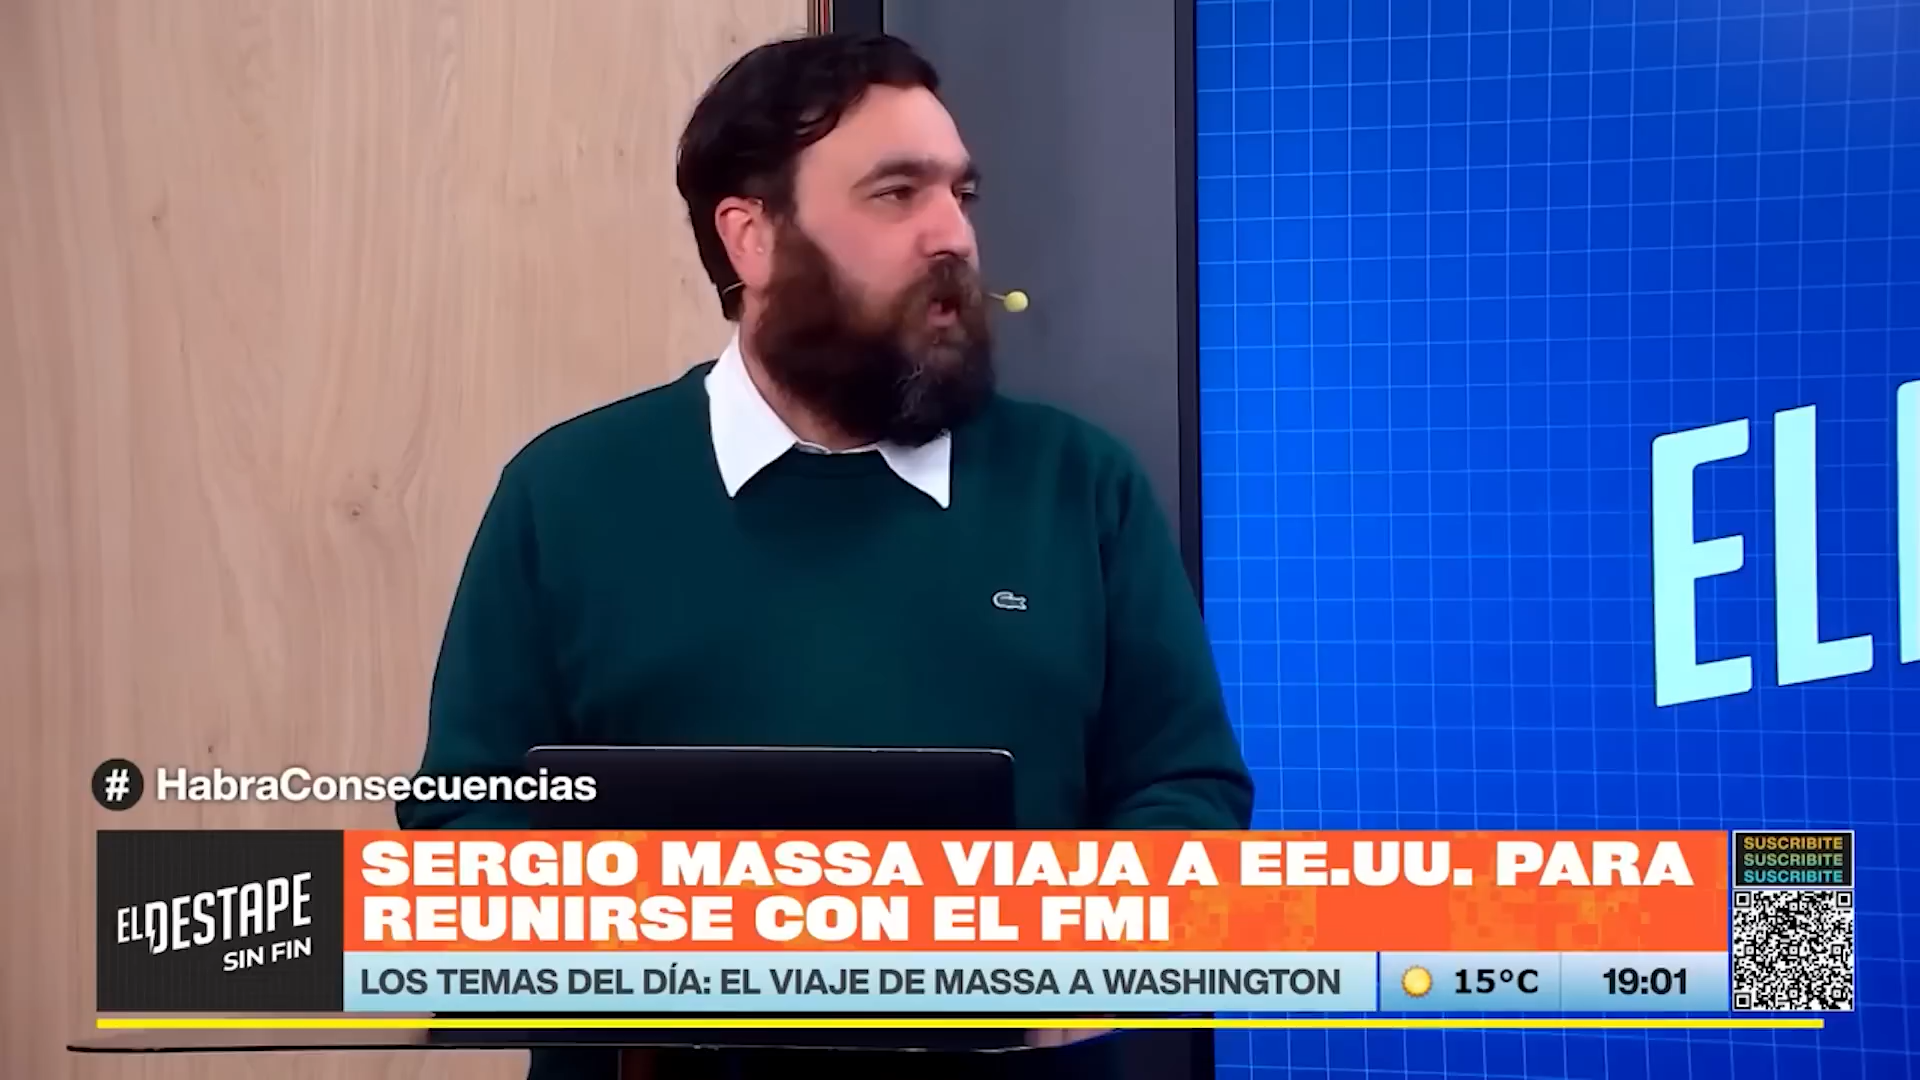 EL
# HabraConsecuencias
EL DESTAPE
SIN FIN
SERGIO MASSA VIAJA A EE.UU. PARA
REUNIRSE CON EL FMI
LOS TEMAS DEL DÍA: EL VIAJE DE MASSA A WASHINGTON
15°C
19:01
SUSCRIBITE
SUSCRIBITE
SUSCRIBITE